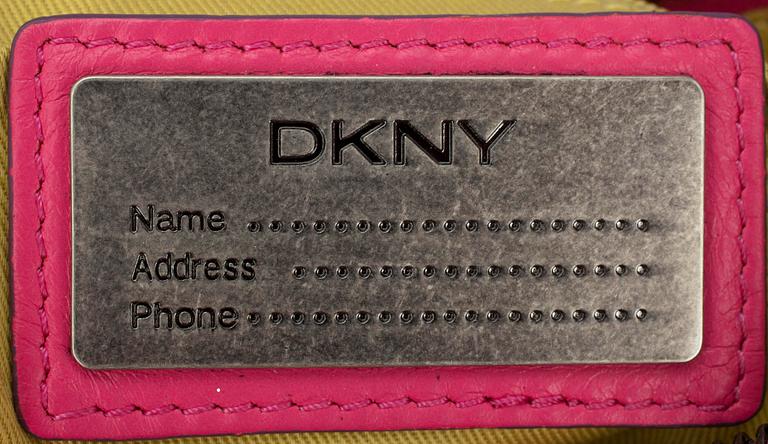 DKNY
Name ...................
Address .................
Phone ...................